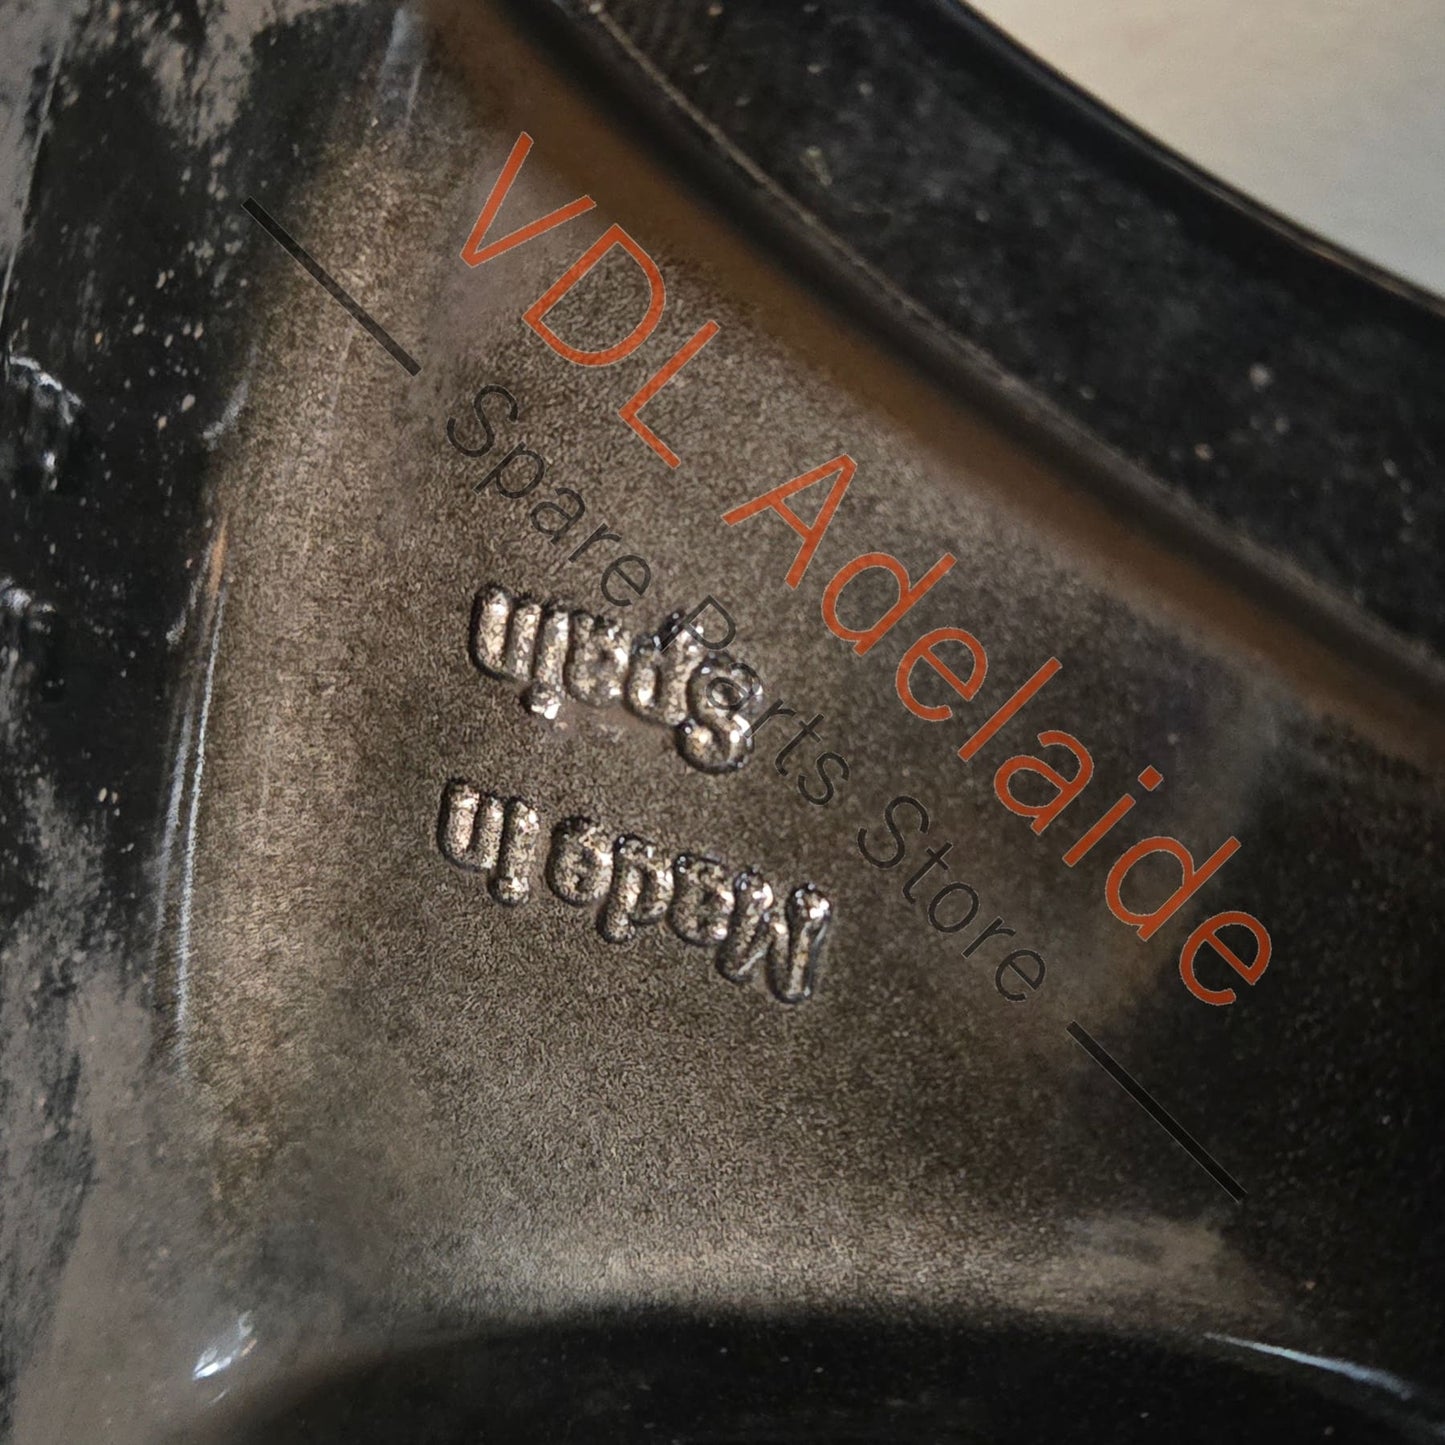 VDL Adelaide
Spare Parts Store
Made in
Spain